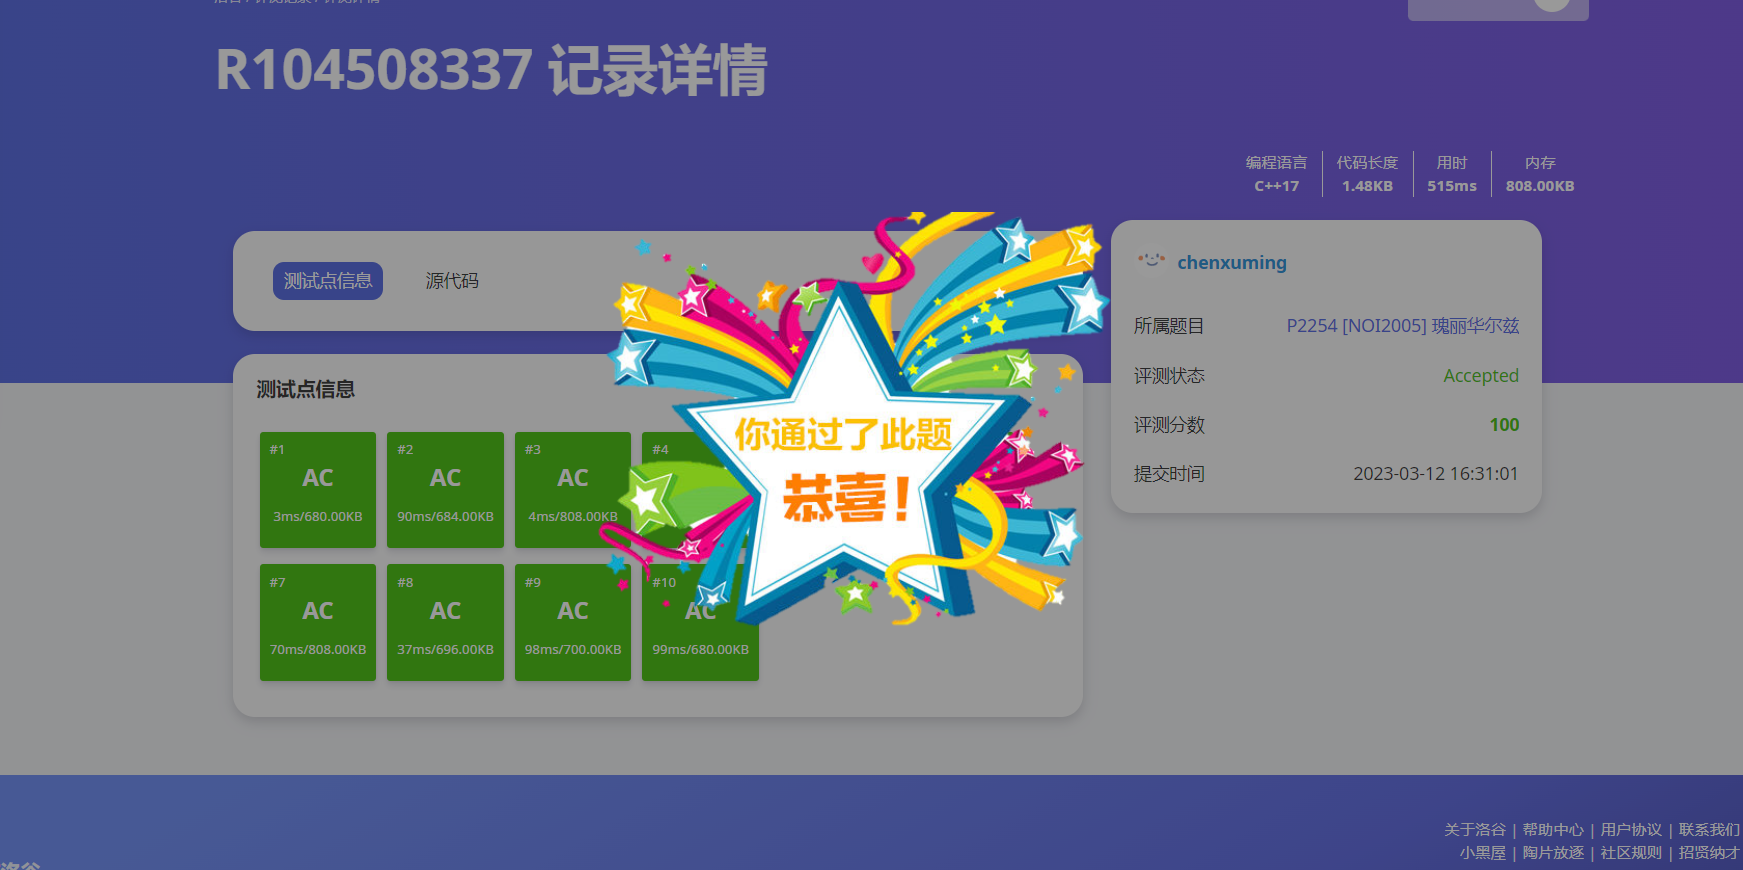 R104508337 记录详情
编程语言 代码长度 用时 内存
C++17 1.48KB 515ms 808.00KB
测试点信息 源代码
chenxuming
所属题目 P2254 [NOI2005] 瑰丽华尔兹
评测状态 Accepted
评测分数 100
提交时间 2023-03-12 16:31:01
测试点信息
#1 #2 #3 #4
AC AC AC
3ms/680.00KB 90ms/684.00KB 4ms/808.00KB
你通过了此题
恭喜!
#7 #8 #9 #10
AC AC AC AC
70ms/808.00KB 37ms/696.00KB 98ms/700.00KB 99ms/680.00KB
关于洛谷 | 帮助中心 | 用户协议 | 联系我们
小黑屋 | 陶片放逐 | 社区规则 | 招贤纳才